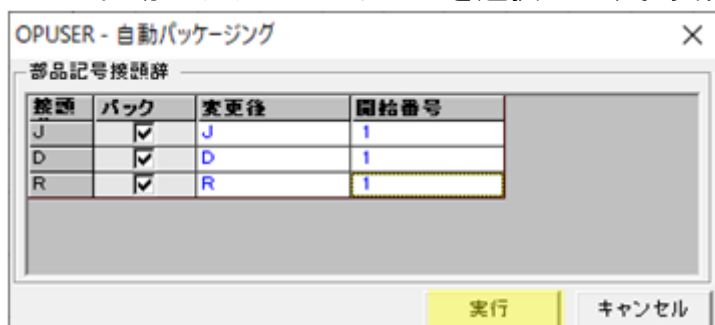 OPUSER - 自動パッケージング
部品記号接頭辞
接頭 パック 変更後 開始番号
J J 1
D D 1
R R 1
実行 キャンセル